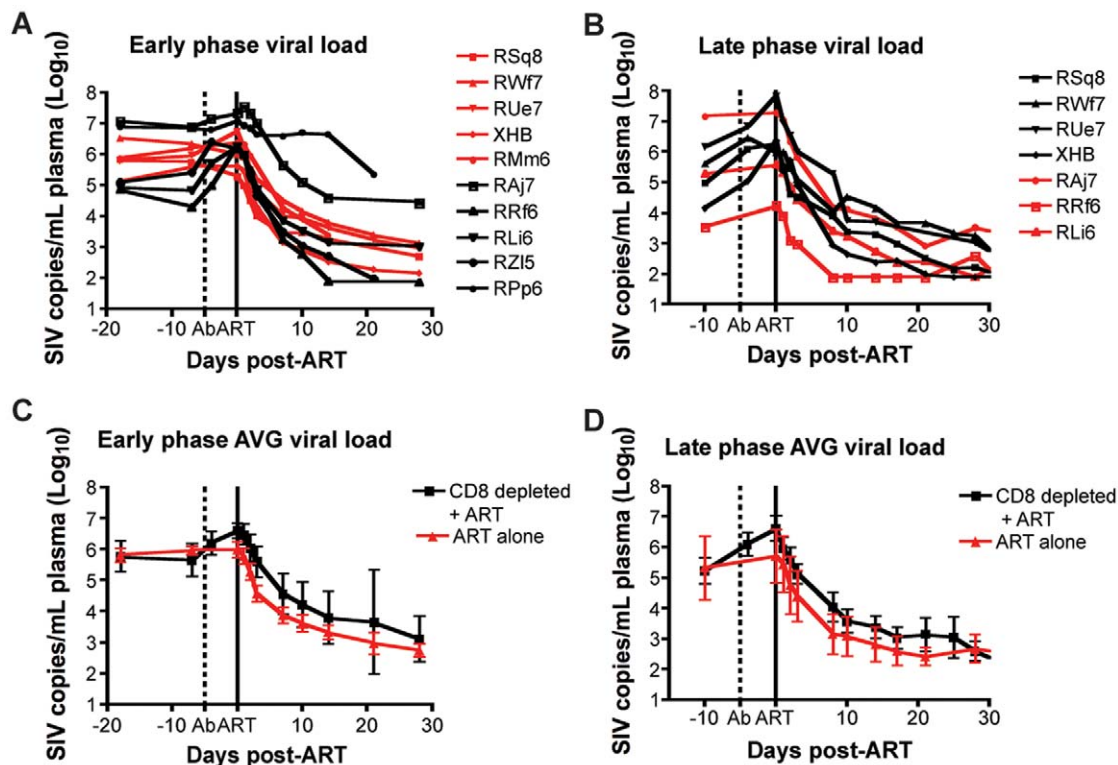 A
Early phase viral load
SIV copies/mL plasma (Log10)
8
7
6
5
4
3
2
1
-20 -10 Ab ART 10 20 30
Days post-ART
RSq8
RWf7
RUe7
XHB
RMm6
RAj7
RRf6
RLi6
RZI5
RPp6
B
Late phase viral load
SIV copies/mL plasma (Log10)
8
7
6
5
4
3
2
1
-10 Ab ART 10 20 30
Days post-ART
RSq8
RWf7
RUe7
XHB
RAj7
RRf6
RLi6
C
Early phase AVG viral load
SIV copies/mL plasma (Log10)
8
7
6
5
4
3
2
1
-20 -10 Ab ART 10 20 30
Days post-ART
CD8 depleted
+ ART
ART alone
D
Late phase AVG viral load
SIV copies/mL plasma (Log10)
8
7
6
5
4
3
2
1
-10 Ab ART 10 20 30
Days post-ART
CD8 depleted
+ ART
ART alone